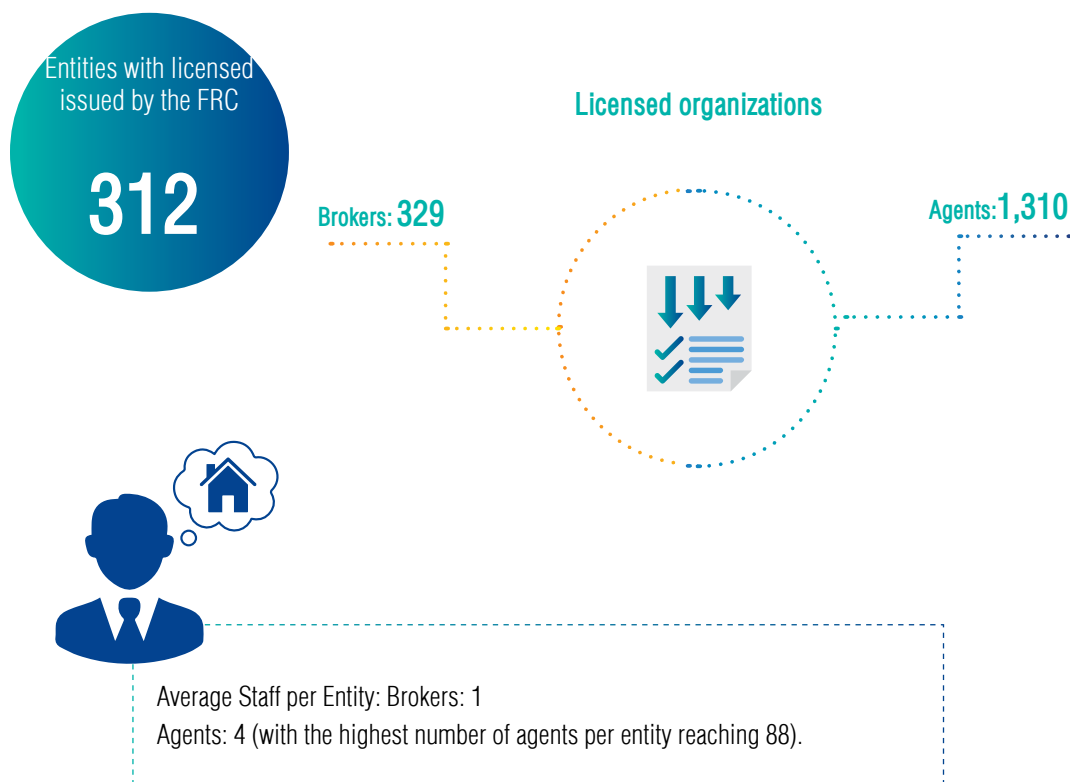 Entities with licensed
issued by the FRC
312
Licensed organizations
Brokers: 329
Agents:1,310
Average Staff per Entity: Brokers: 1
Agents: 4 (with the highest number of agents per entity reaching 88).